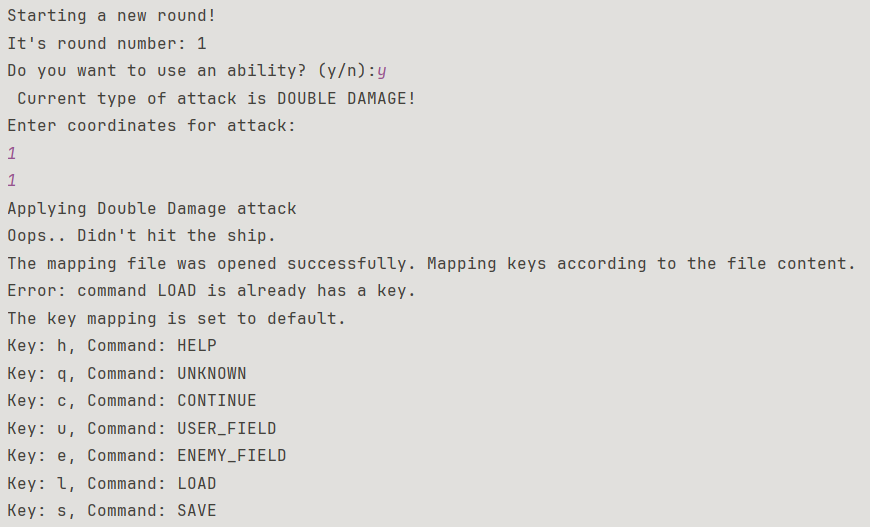 Starting a new round!
It's round number: 1
Do you want to use an ability? (y/n):y
Current type of attack is DOUBLE DAMAGE!
Enter coordinates for attack:
1
1
Applying Double Damage attack
Oops.. Didn't hit the ship.
The mapping file was opened successfully. Mapping keys according to the file content.
Error: command LOAD is already has a key.
The key mapping is set to default.
Key: h, Command: HELP
Key: q, Command: UNKNOWN
Key: c, Command: CONTINUE
Key: u, Command: USER_FIELD
Key: e, Command: ENEMY_FIELD
Key: l, Command: LOAD
Key: s, Command: SAVE